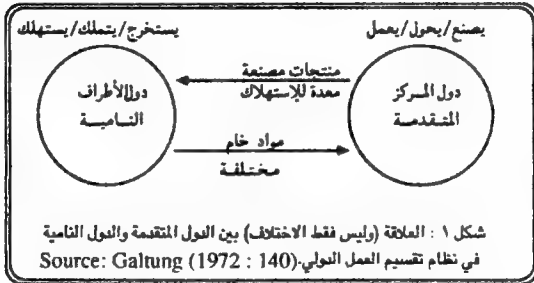 يصنع/يحول/يعمل
يستخرج/يتملك/يستهلك
دول المركز
المتقدمة
منتجات مصنعة
معدة للإستهلاك
دول الأطراف
النامية
مواد خام
مختلفة
شكل ١ : العلاقة (وليس فقط الاختلاف) بين الدول المتقدمة والدول النامية
في نظام تقسيم العمل الدولي. Source: Galtung (1972 : 140)